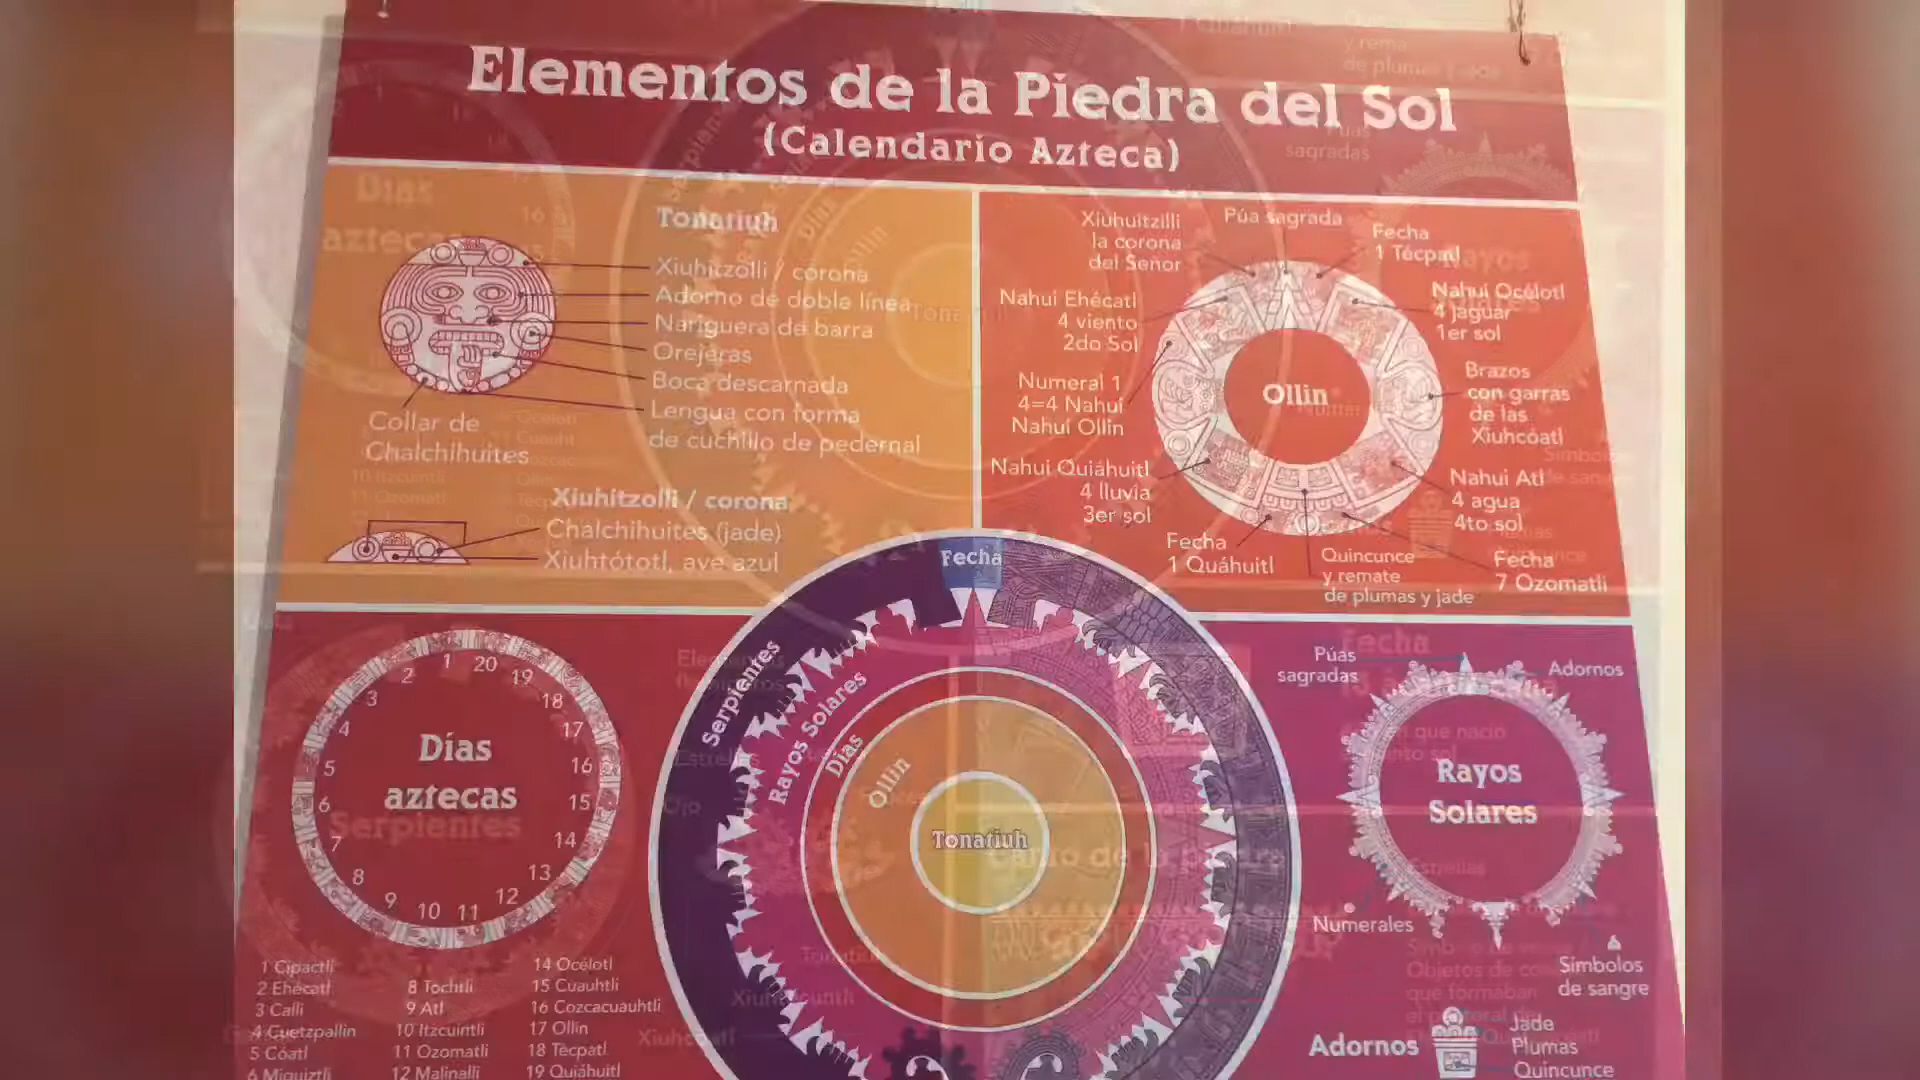 Elementos de la Piedra del Sol
(Calendario Azteca)
Tonatiuh
Xiuhitzolli / corona
Adorno de doble línea
Nariguera de barra
Orejeras
Boca descarnada
Lengua con forma
de cuchillo de pedernal
Collar de
Chalchihuites
Xiuhitzolli / corona
Chalchihuites (jade)
Xiuhtótotl, ave azul
Xiuhuitzilli
la corona
del Señor
Púa sagrada
Fecha
1 Técpatl
Nahui Ehécatl
4 viento
2do Sol
Nahui Océlotl
4 jaguar
1er sol
Numeral 1
4=4 Nahui
Nahui Ollin
Ollin
Brazos
con garras
de las
Xiuhcóatl
Nahui Quiáhuitl
4 lluvia
3er sol
Nahui Atl
4 agua
4to sol
Fecha
1 Quáhuitl
Quincunce
y remate
de plumas y jade
Fecha
7 Ozomatli
Días
aztecas
1
2
3
4
5
6
7
8
9
10
11
12
13
14
15
16
17
18
19
20
1 Cipactli
2 Ehécatl
3 Calli
4 Cuetzpallin
5 Cóatl
6 Miquiztli
8 Tochtli
9 Atl
10 Itzcuintli
11 Ozomatli
12 Malinalli
14 Océlotl
15 Cuauhtli
16 Cozcacuauhtli
17 Ollin
18 Tècpatl
19 Quiáhuitl
Fecha
Serpientes
Rayos Solares
Días
Ollin
Tonatiuh
Púas
sagradas
Adornos
Rayos
Solares
Numerales
Símbolos
de sangre
Adornos
Jade
Plumas
Quincunce